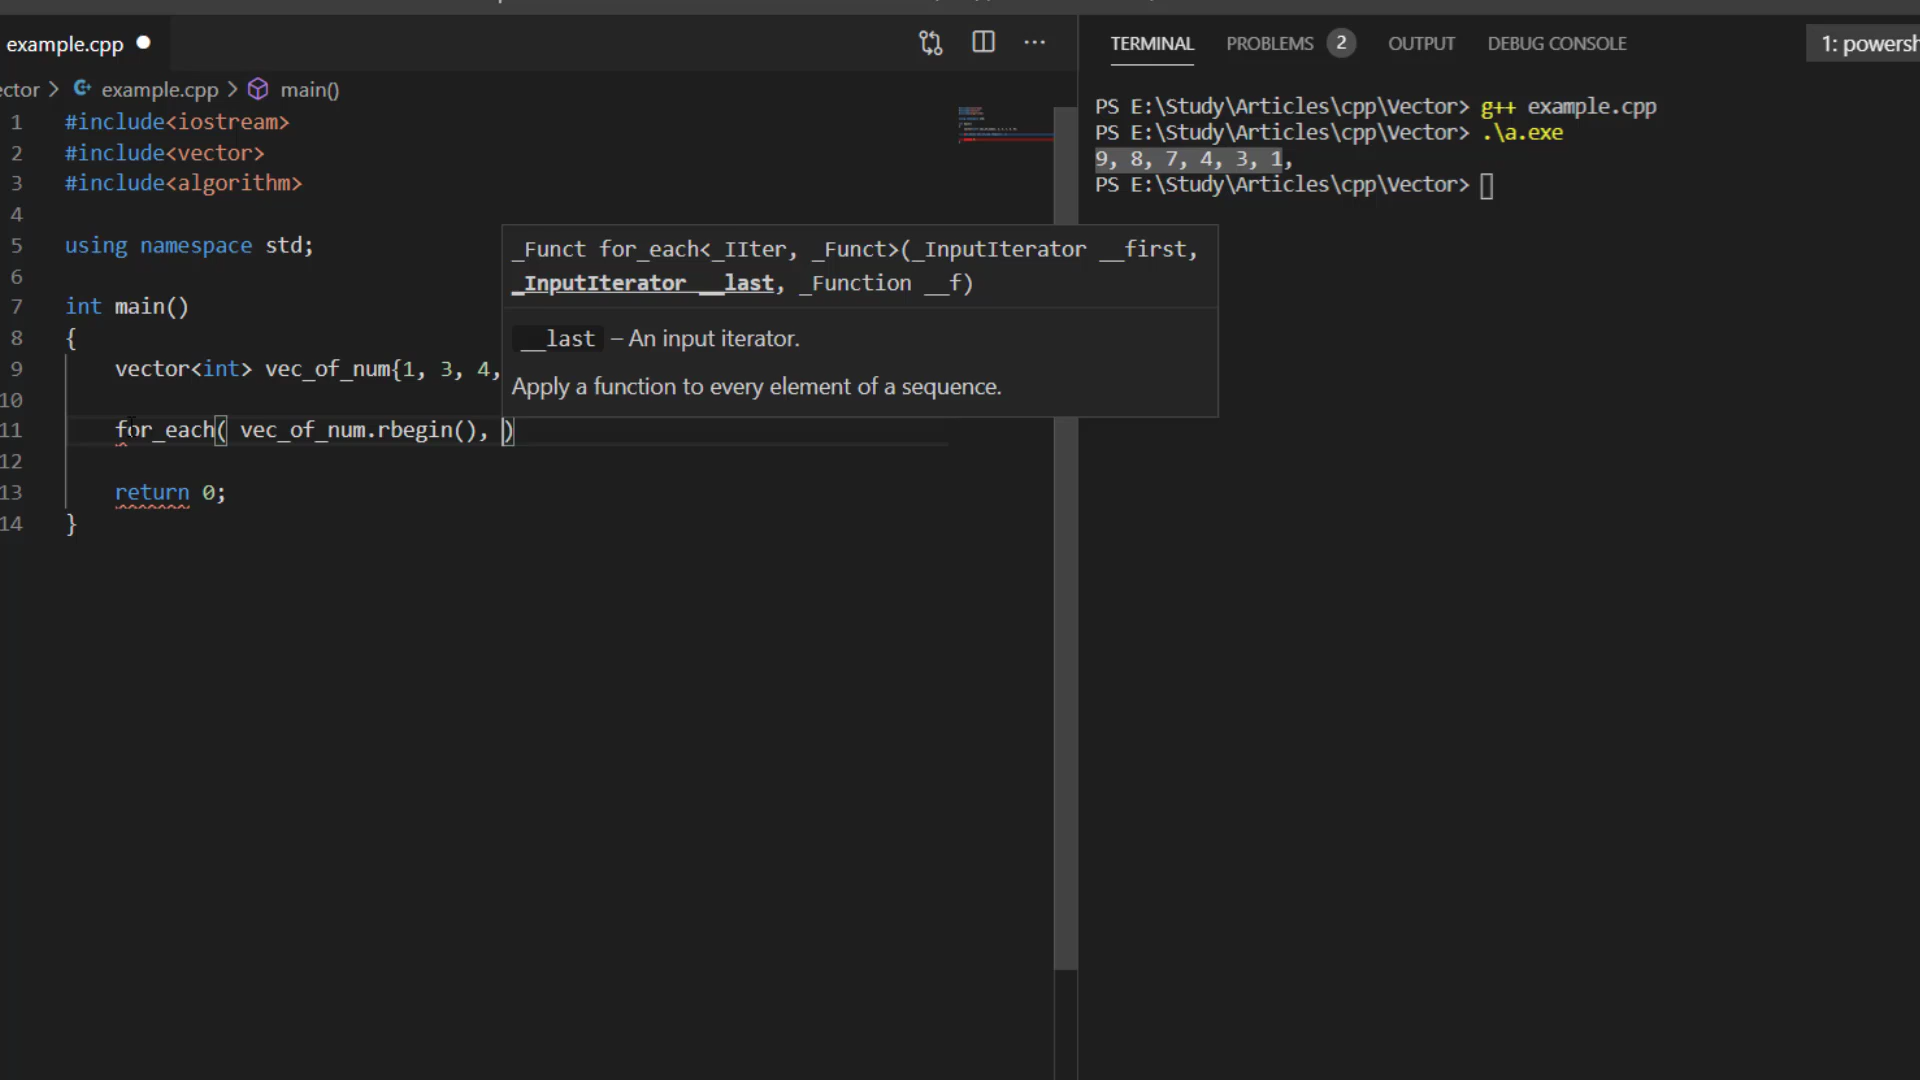 example.cpp
ector > example.cpp > main()
1 #include<iostream>
2 #include<vector>
3 #include<algorithm>
4
5 using namespace std;
6
7 int main()
8 {
9 vector<int> vec_of_num{1, 3, 4,
10
11 for_each( vec_of_num.rbegin(), )
12
13 return 0;
14 }
_Funct for_each<_IIter, _Funct>(_InputIterator __first,
_InputIterator __last, _Function __f)
__last – An input iterator.
Apply a function to every element of a sequence.
TERMINAL PROBLEMS 2 OUTPUT DEBUG CONSOLE 1: powersh
PS E:\Study\Articles\cpp\Vector> g++ example.cpp
PS E:\Study\Articles\cpp\Vector> .\a.exe
9, 8, 7, 4, 3, 1,
PS E:\Study\Articles\cpp\Vector>